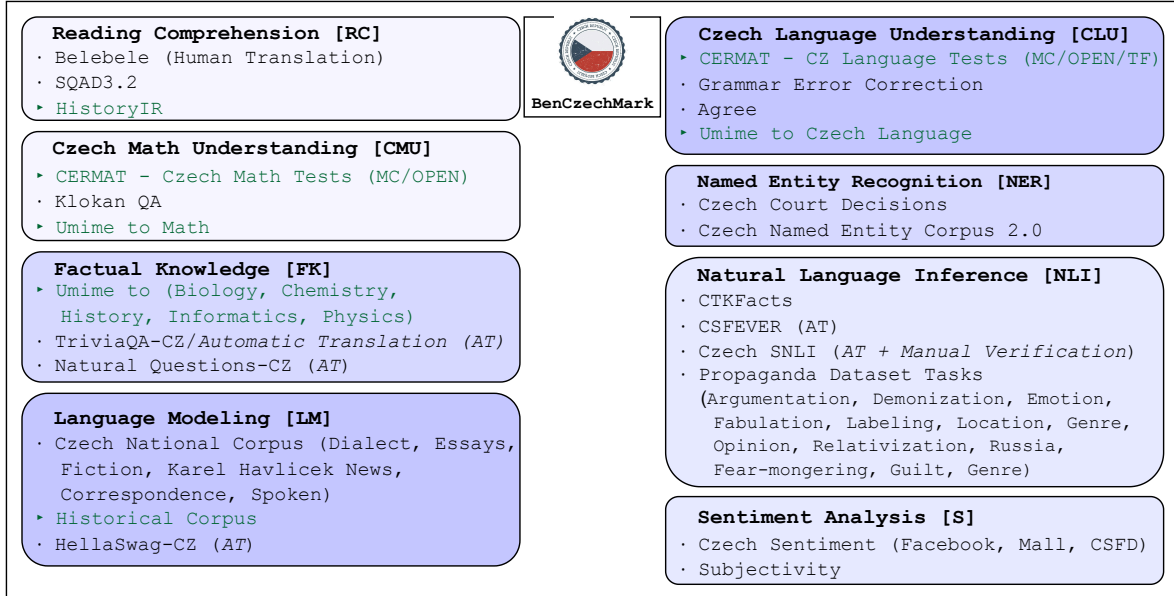 Reading Comprehension [RC]
· Belebele (Human Translation)
· SQAD3.2
‣ HistoryIR
Czech Math Understanding [CMU]
‣ CERMAT - Czech Math Tests (MC/OPEN)
· Klokan QA
‣ Umime to Math
Factual Knowledge [FK]
‣ Umime to (Biology, Chemistry,
History, Informatics, Physics)
· TriviaQA-CZ/Automatic Translation (AT)
· Natural Questions-CZ (AT)
Language Modeling [LM]
· Czech National Corpus (Dialect, Essays,
Fiction, Karel Havlicek News,
Correspondence, Spoken)
‣ Historical Corpus
· HellaSwag-CZ (AT)
CZECH REPUBLIC
BenCzechMark
Czech Language Understanding [CLU]
‣ CERMAT - CZ Language Tests (MC/OPEN/TF)
· Grammar Error Correction
· Agree
‣ Umime to Czech Language
Named Entity Recognition [NER]
· Czech Court Decisions
· Czech Named Entity Corpus 2.0
Natural Language Inference [NLI]
· CTKFacts
· CSFEVER (AT)
· Czech SNLI (AT + Manual Verification)
· Propaganda Dataset Tasks
(Argumentation, Demonization, Emotion,
Fabulation, Labeling, Location, Genre,
Opinion, Relativization, Russia,
Fear-mongering, Guilt, Genre)
Sentiment Analysis [S]
· Czech Sentiment (Facebook, Mall, CSFD)
· Subjectivity